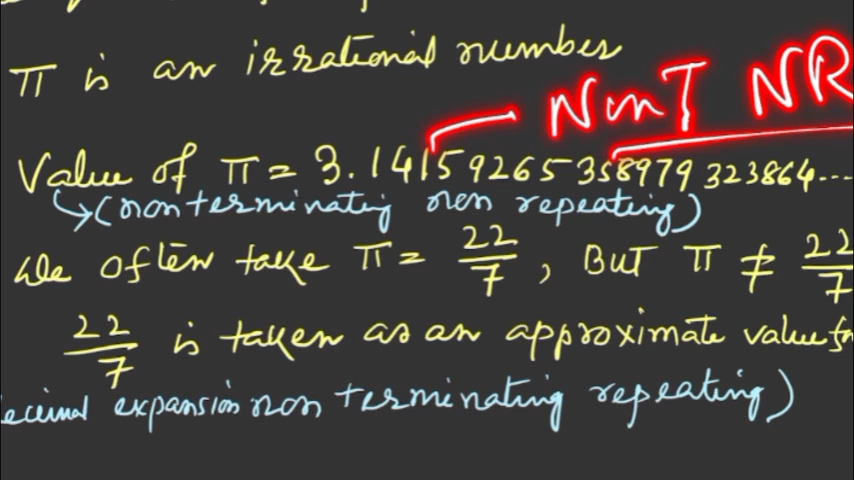 π is an irrational number
NonT NR
Value of π = 3.14159265358979323864...
(non terminating non repeating)
We often take π = 22/7, But π ≠ 22/7
22/7 is taken as an approximate value
expansion non terminating repeating)